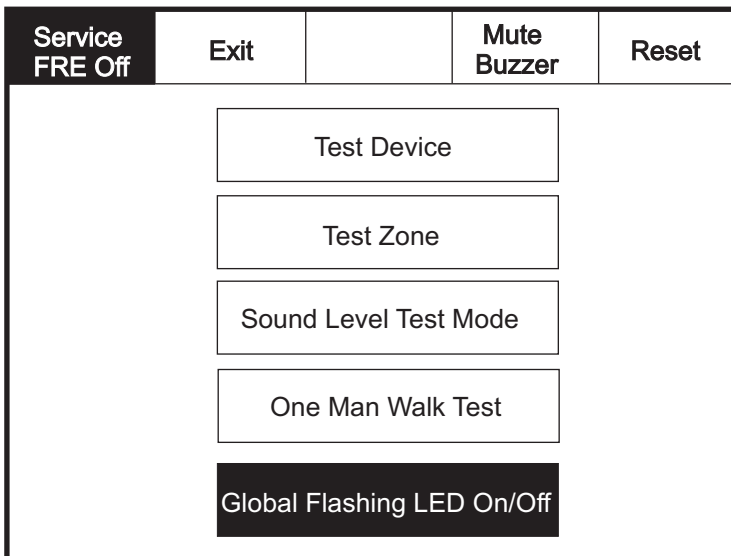 Service
FRE Off
Exit
Mute
Buzzer
Reset
Test Device
Test Zone
Sound Level Test Mode
One Man Walk Test
Global Flashing LED On/Off